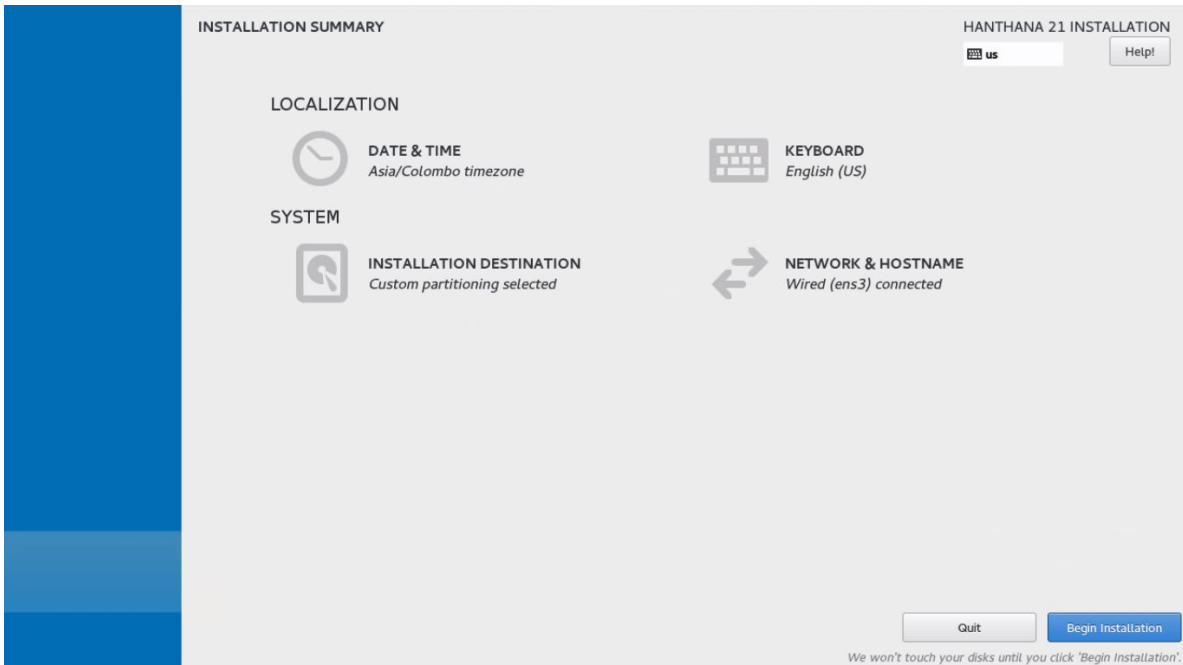 INSTALLATION SUMMARY
HANTHANA 21 INSTALLATION
us
Help!
LOCALIZATION
DATE & TIME
Asia/Colombo timezone
KEYBOARD
English (US)
SYSTEM
INSTALLATION DESTINATION
Custom partitioning selected
NETWORK & HOSTNAME
Wired (ens3) connected
Quit
Begin Installation
We won't touch your disks until you click 'Begin Installation'.